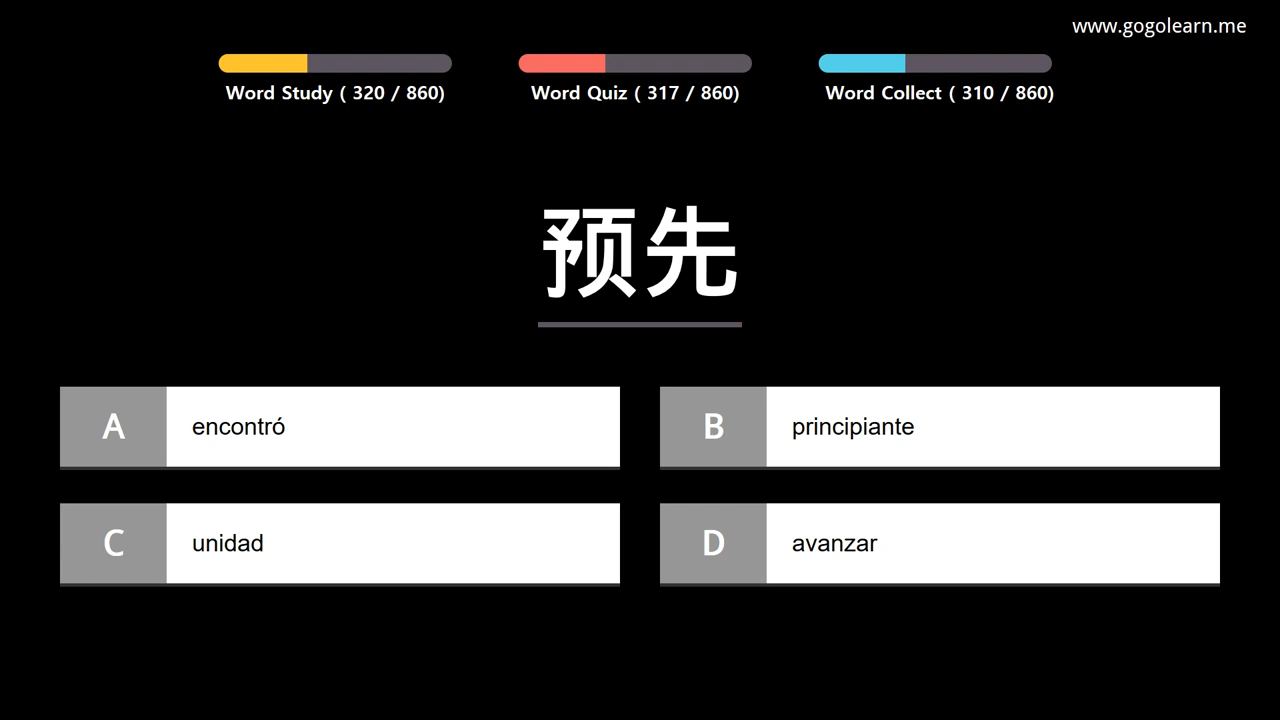 www.gogolearn.me
Word Study ( 320 / 860)
Word Quiz ( 317 / 860)
Word Collect ( 310 / 860)
预先
A encontró
B principiante
C unidad
D avanzar